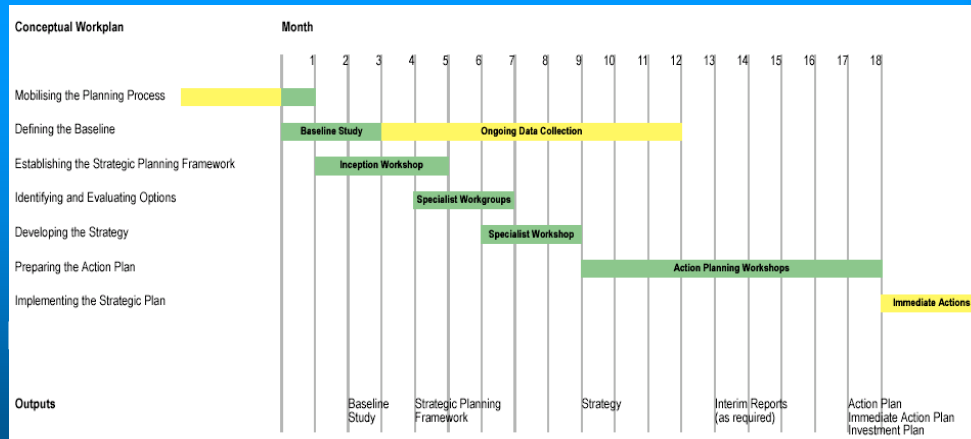 Conceptual Workplan Month
1 2 3 4 5 6 7 8 9 10 11 12 13 14 15 16 17 18
Mobilising the Planning Process
Defining the Baseline Baseline Study Ongoing Data Collection
Establishing the Strategic Planning Framework Inception Workshop
Identifying and Evaluating Options Specialist Workgroups
Developing the Strategy Specialist Workshop
Preparing the Action Plan Action Planning Workshops
Implementing the Strategic Plan Immediate Actions
Outputs Baseline Strategic Planning Strategy Interim Reports Action Plan
Study Framework (as required) Immediate Action Plan
Investment Plan